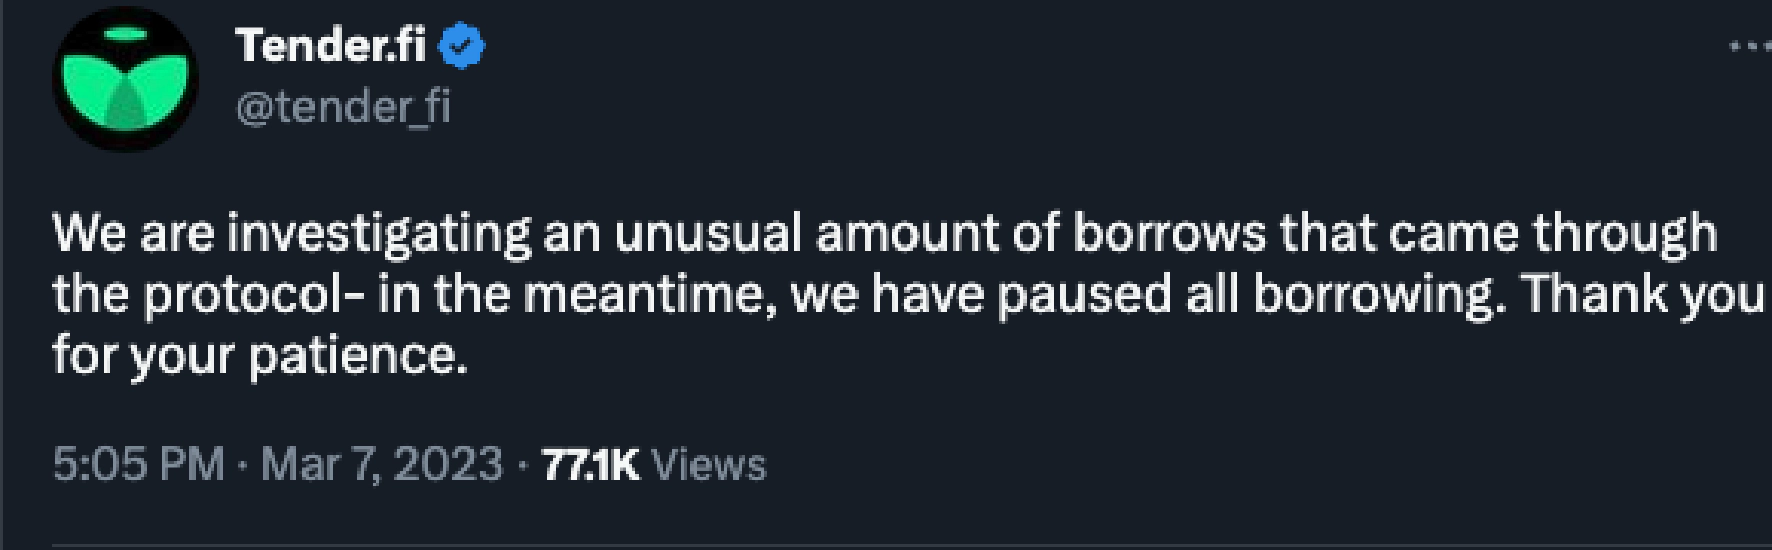 Tender.fi
@tender_fi
We are investigating an unusual amount of borrows that came through
the protocol- in the meantime, we have paused all borrowing. Thank you
for your patience.
5:05 PM · Mar 7, 2023 · 77.1K Views